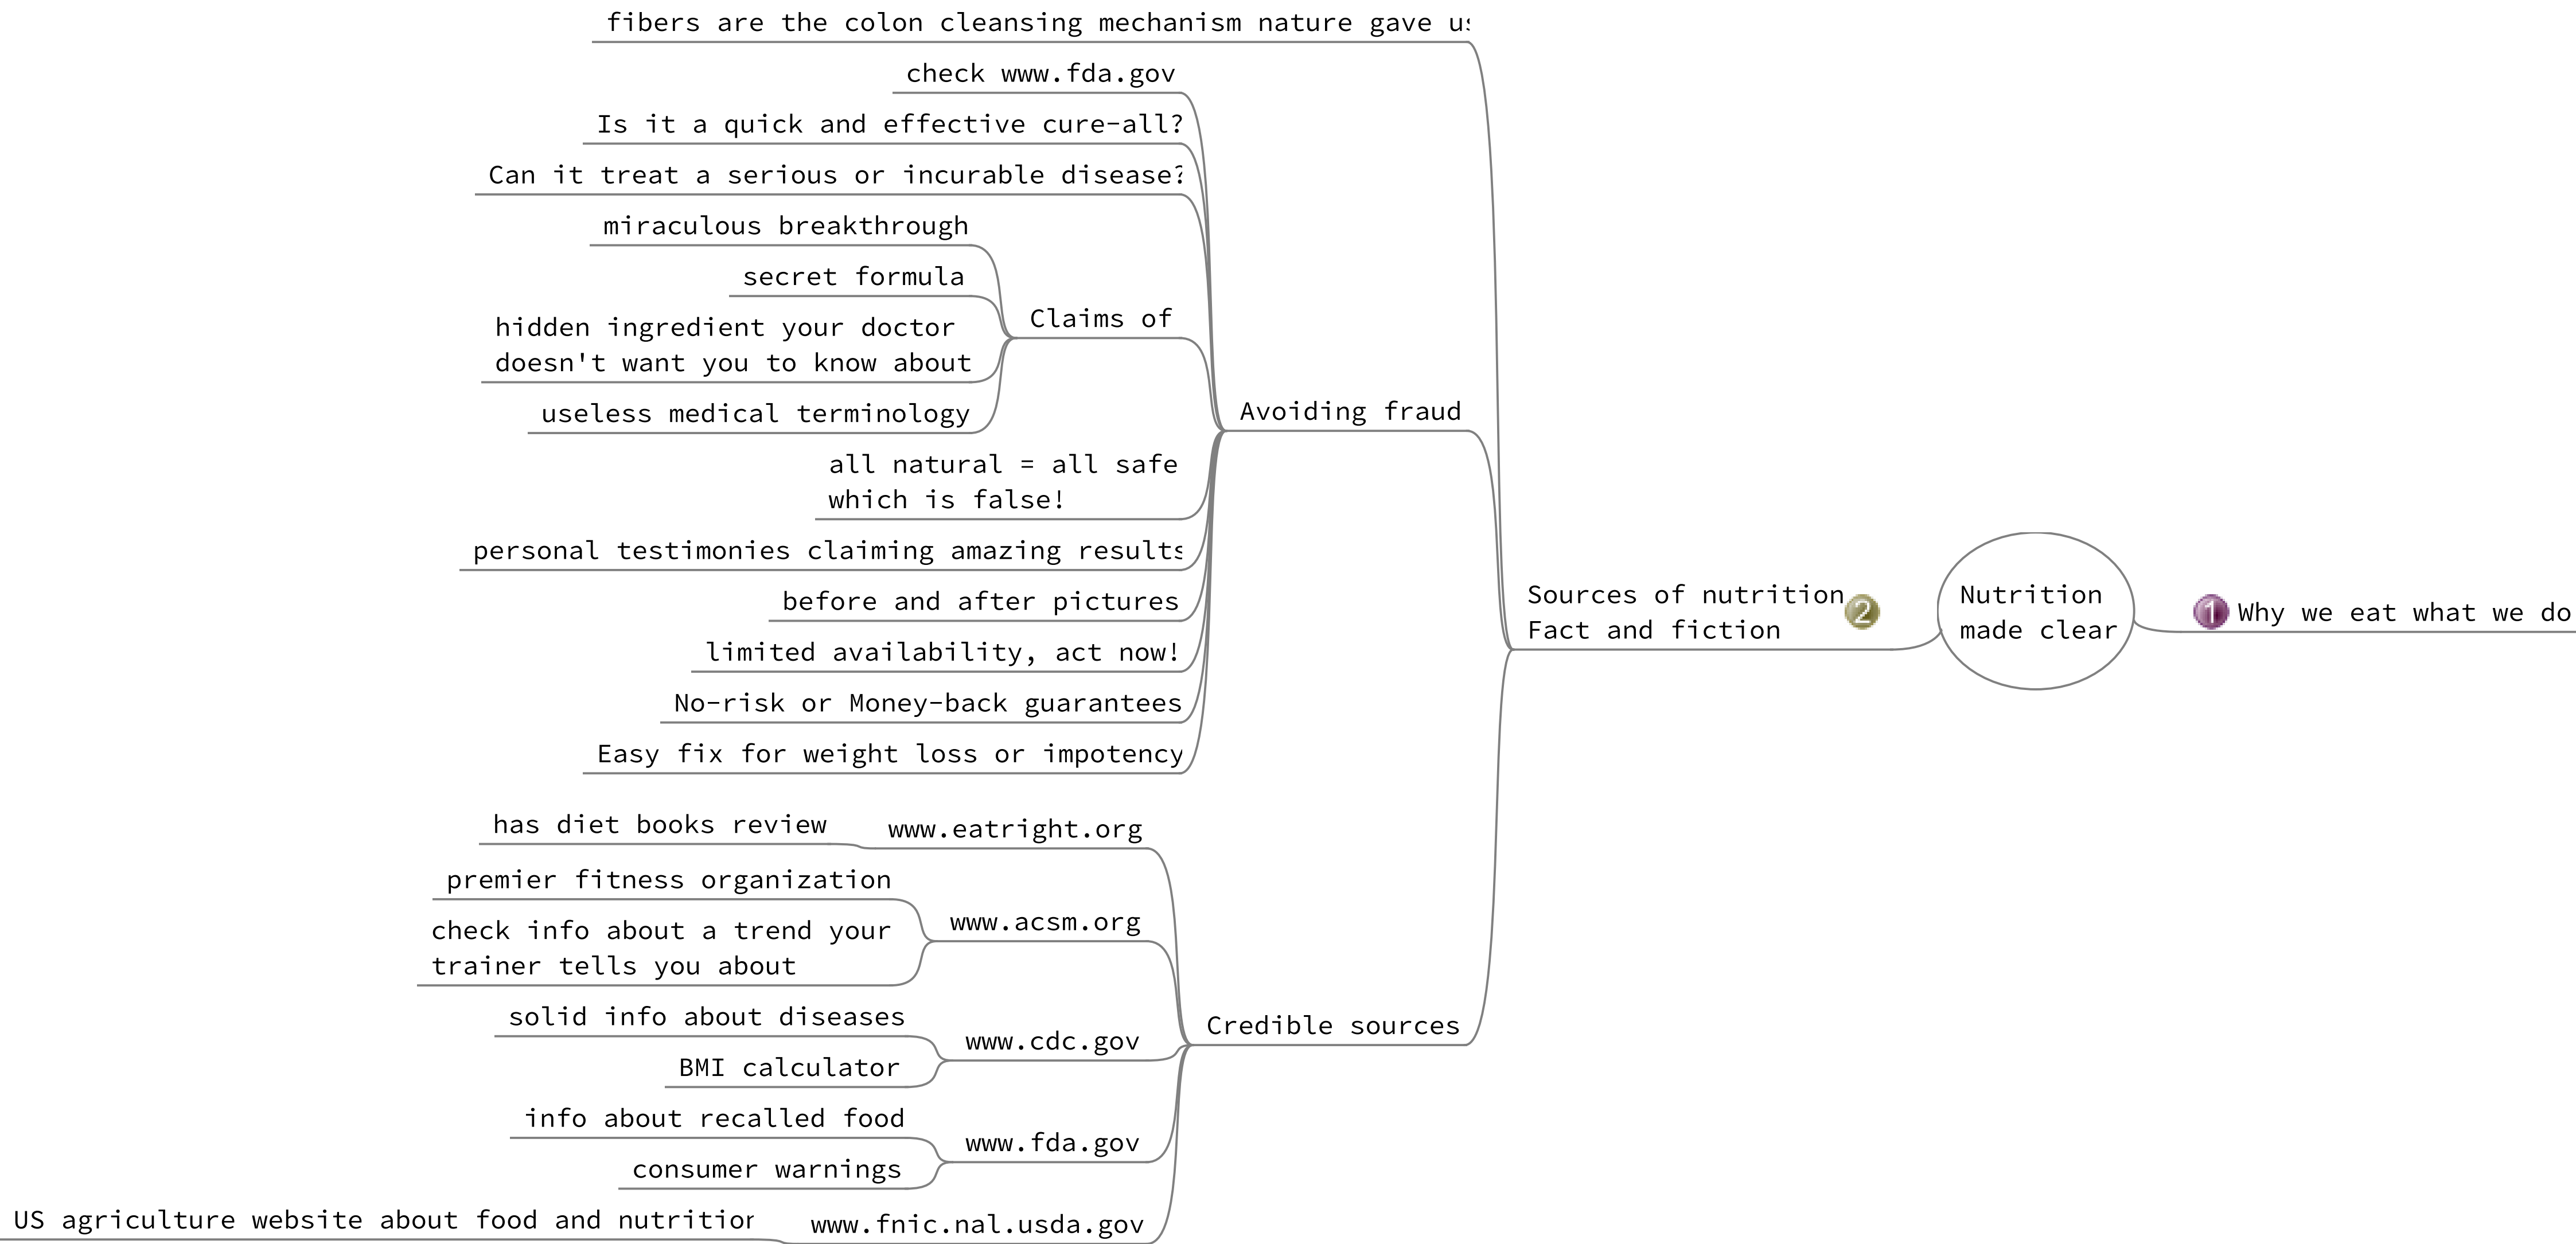 fibers are the colon cleansing mechanism nature gave us
check www.fda.gov
Is it a quick and effective cure-all?
Can it treat a serious or incurable disease?
miraculous breakthrough
secret formula
hidden ingredient your doctor
doesn't want you to know about
useless medical terminology
Claims of
all natural = all safe
which is false!
personal testimonies claiming amazing results
before and after pictures
limited availability, act now!
No-risk or Money-back guarantees
Easy fix for weight loss or impotency
Avoiding fraud
has diet books review
www.eatright.org
premier fitness organization
check info about a trend your
trainer tells you about
www.acsm.org
solid info about diseases
BMI calculator
www.cdc.gov
info about recalled food
consumer warnings
www.fda.gov
US agriculture website about food and nutrition
www.fnic.nal.usda.gov
Credible sources
Sources of nutrition
Fact and fiction
2
Nutrition
made clear
1 Why we eat what we do